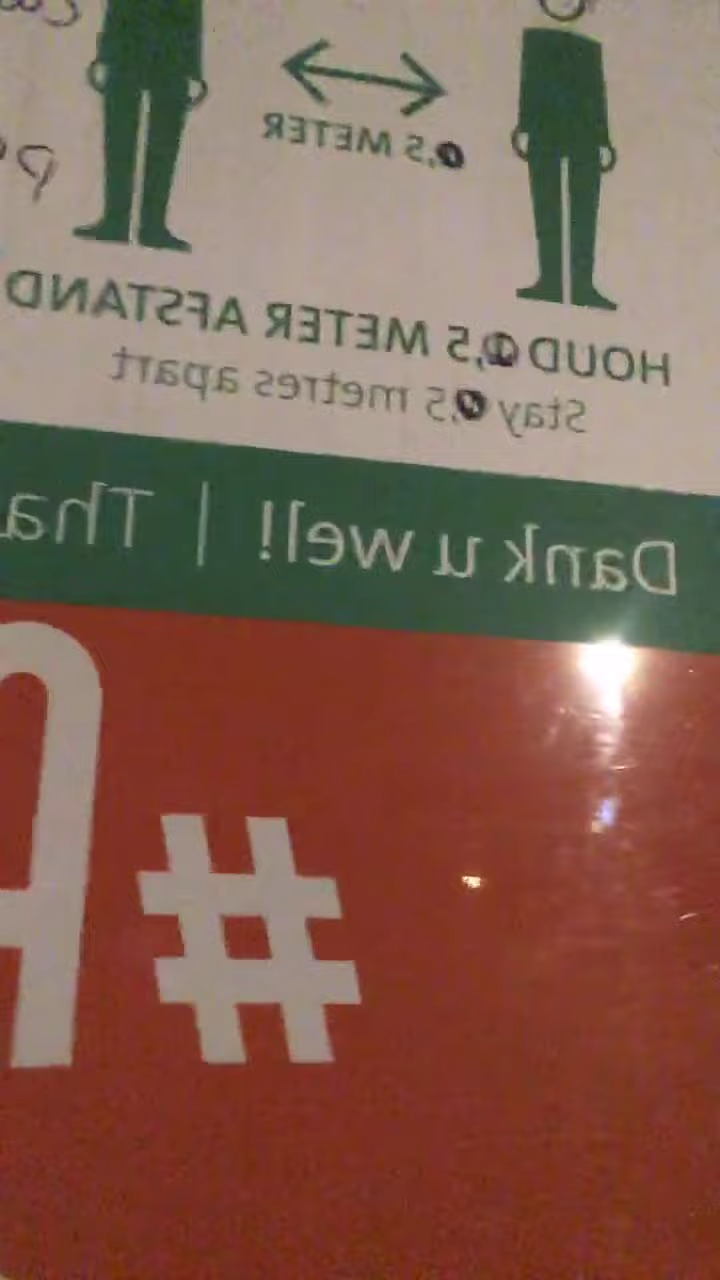 0,5 METER
HOUD 0,5 METER AFSTAND
Stay 0,5 metres apart
Dank u wel! | Tha
#A